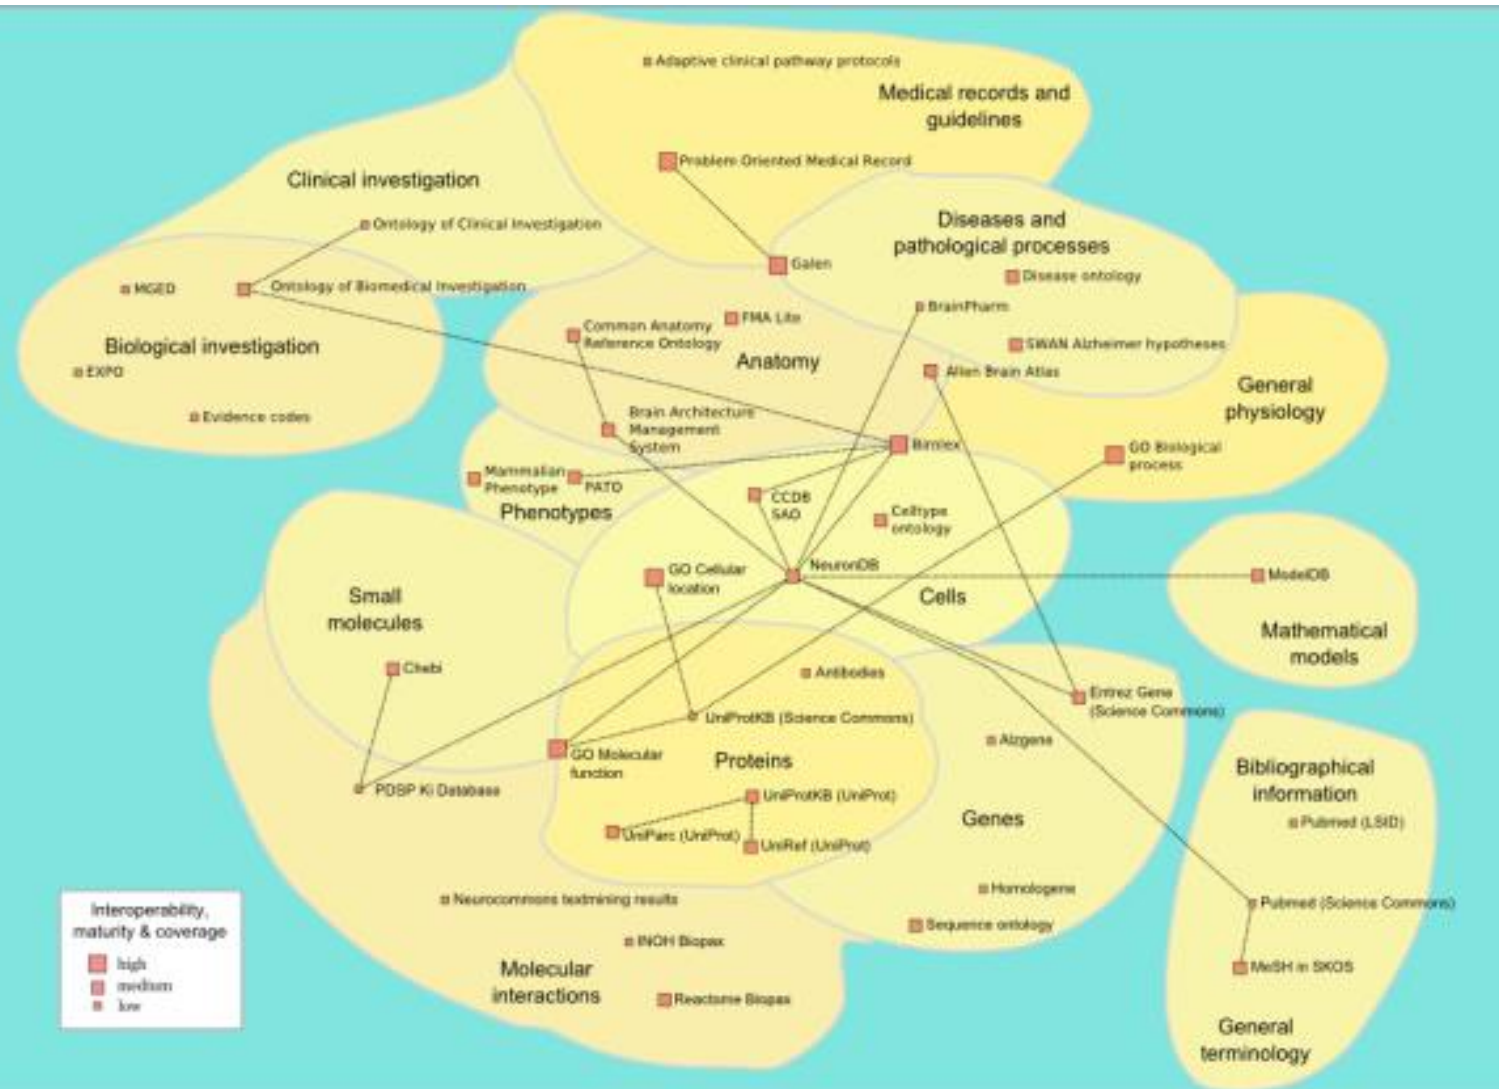 Adaptive clinical pathway protocols
Medical records and
guidelines
Problem Oriented Medical Record
Clinical investigation
Ontology of Clinical Investigation
Diseases and
pathological processes
Galen
Disease ontology
MGED
Ontology of Biomedical Investigation
BrainPharm
FMA Lite
Common Anatomy
Reference Ontology
Biological investigation
SWAN Alzheimer hypotheses
Anatomy
EXPO
Allen Brain Atlas
General
physiology
Evidence codes
Brain Architecture
Management
System
Birnlex
GO Biological
process
Mammalian
Phenotype
PATO
CCDB
SAO
Celltype
ontology
Phenotypes
NeuronDB
GO Cellular
location
ModelDB
Small
molecules
Cells
Mathematical
models
Chebi
Antibodies
Entrez Gene
(Science Commons)
UniProtKB (Science Commons)
Alzgene
GO Molecular
function
Proteins
Bibliographical
information
PDSP Ki Database
UniProtKB (UniProt)
Genes
Pubmed (LSID)
UniParc (UniProt)
UniRef (UniProt)
Homologene
Neurocommons textmining results
Pubmed (Science Commons)
Interoperability,
maturity & coverage
high
medium
low
Sequence ontology
INOH Biopax
Molecular
interactions
MeSH in SKOS
Reactome Biopax
General
terminology